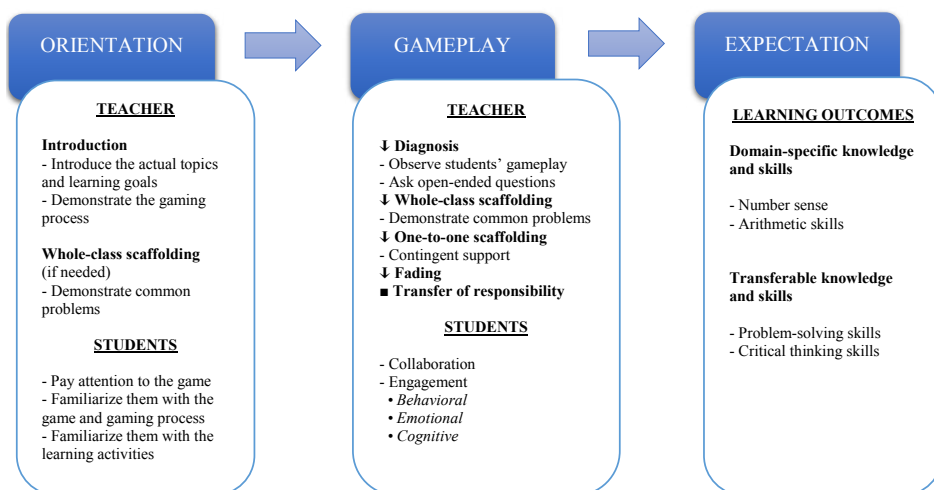 ORIENTATION
TEACHER
Introduction
- Introduce the actual topics
and learning goals
- Demonstrate the gaming
process
Whole-class scaffolding
(if needed)
- Demonstrate common
problems
STUDENTS
- Pay attention to the game
- Familiarize them with the
game and gaming process
- Familiarize them with the
learning activities
GAMEPLAY
TEACHER
↓ Diagnosis
- Observe students’ gameplay
- Ask open-ended questions
↓ Whole-class scaffolding
- Demonstrate common problems
↓ One-to-one scaffolding
- Contingent support
↓ Fading
■ Transfer of responsibility
STUDENTS
- Collaboration
- Engagement
• Behavioral
• Emotional
• Cognitive
EXPECTATION
LEARNING OUTCOMES
Domain-specific knowledge
and skills
- Number sense
- Arithmetic skills
Transferable knowledge
and skills
- Problem-solving skills
- Critical thinking skills